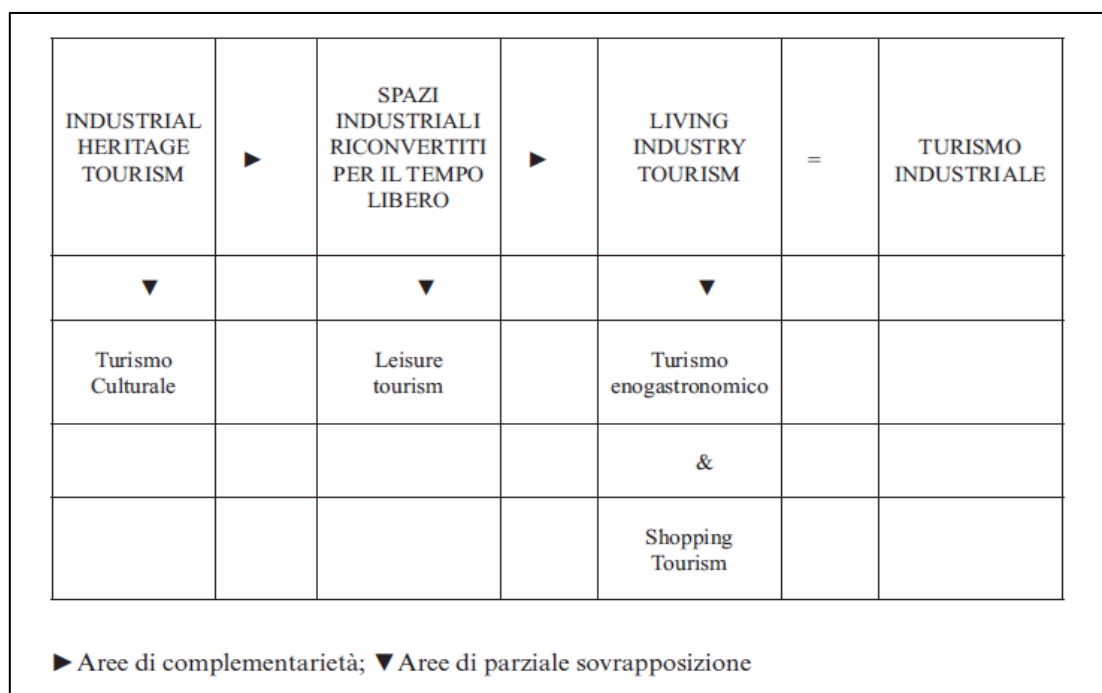 INDUSTRIAL
HERITAGE
TOURISM
►
SPAZI
INDUSTRIALI
RICONVERTITI
PER IL TEMPO
LIBERO
►
LIVING
INDUSTRY
TOURISM
=
TURISMO
INDUSTRIALE
▼
▼
▼
Turismo
Culturale
Leisure
tourism
Turismo
enogastronomico
&
Shopping
Tourism
► Aree di complementarietà; ▼ Aree di parziale sovrapposizione